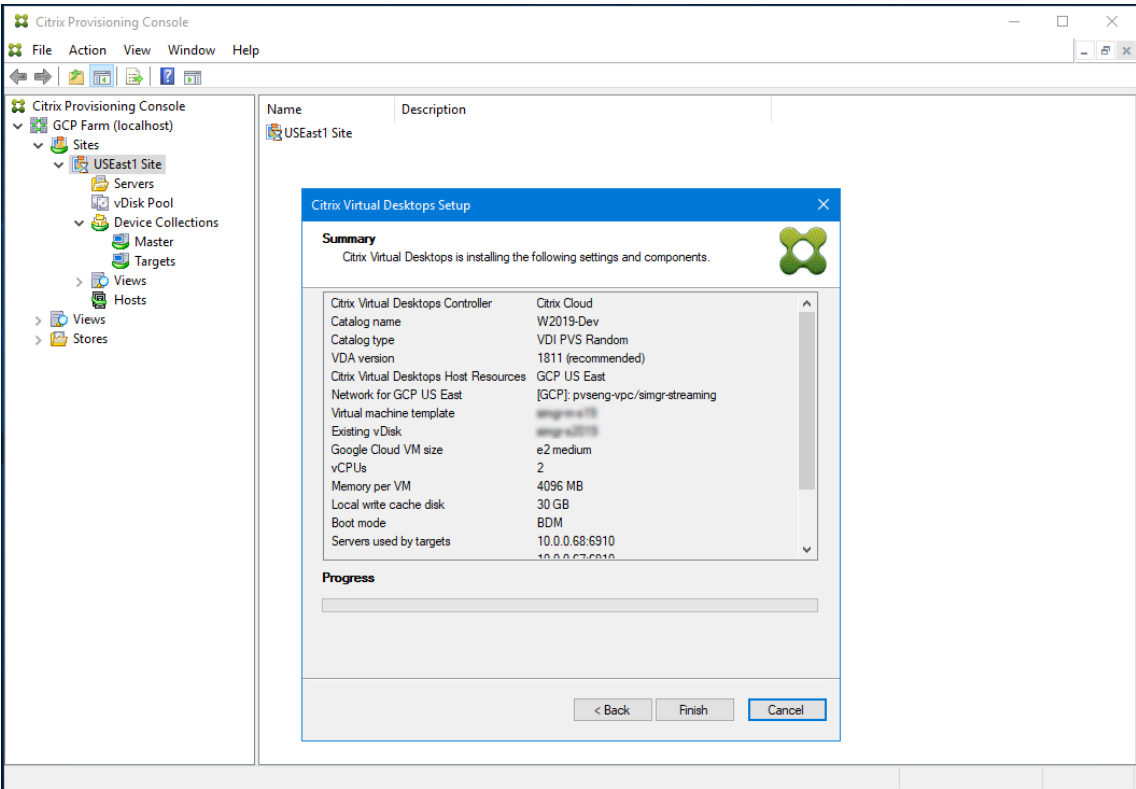 Citrix Provisioning Console
File Action View Window Help
Citrix Provisioning Console
GCP Farm (localhost)
Sites
USEast1 Site
Servers
vDisk Pool
Device Collections
Master
Targets
Views
Hosts
Views
Stores
Name Description
USEast1 Site
Citrix Virtual Desktops Setup
Summary
Citrix Virtual Desktops is installing the following settings and components.
Citrix Virtual Desktops Controller Citrix Cloud
Catalog name W2019-Dev
Catalog type VDI PVS Random
VDA version 1811 (recommended)
Citrix Virtual Desktops Host Resources GCP US East
Network for GCP US East [GCP]: pvseng-vpc/simgr-streaming
Virtual machine template
Existing vDisk
Google Cloud VM size e2 medium
vCPUs 2
Memory per VM 4096 MB
Local write cache disk 30 GB
Boot mode BDM
Servers used by targets 10.0.0.68:6910
10.0.0.67:6910
Progress
< Back Finish Cancel